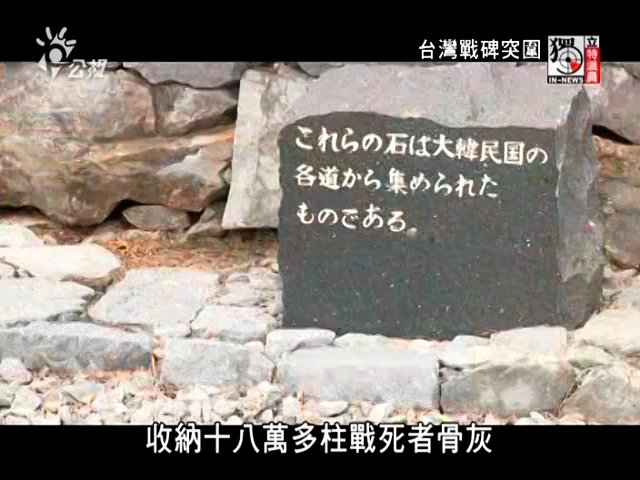 公視
台灣戰碑突圍
獨立特派員
IN-NEWS
これらの石は大韓民国の
各道から集められた
ものである。
收納十八萬多柱戰死者骨灰